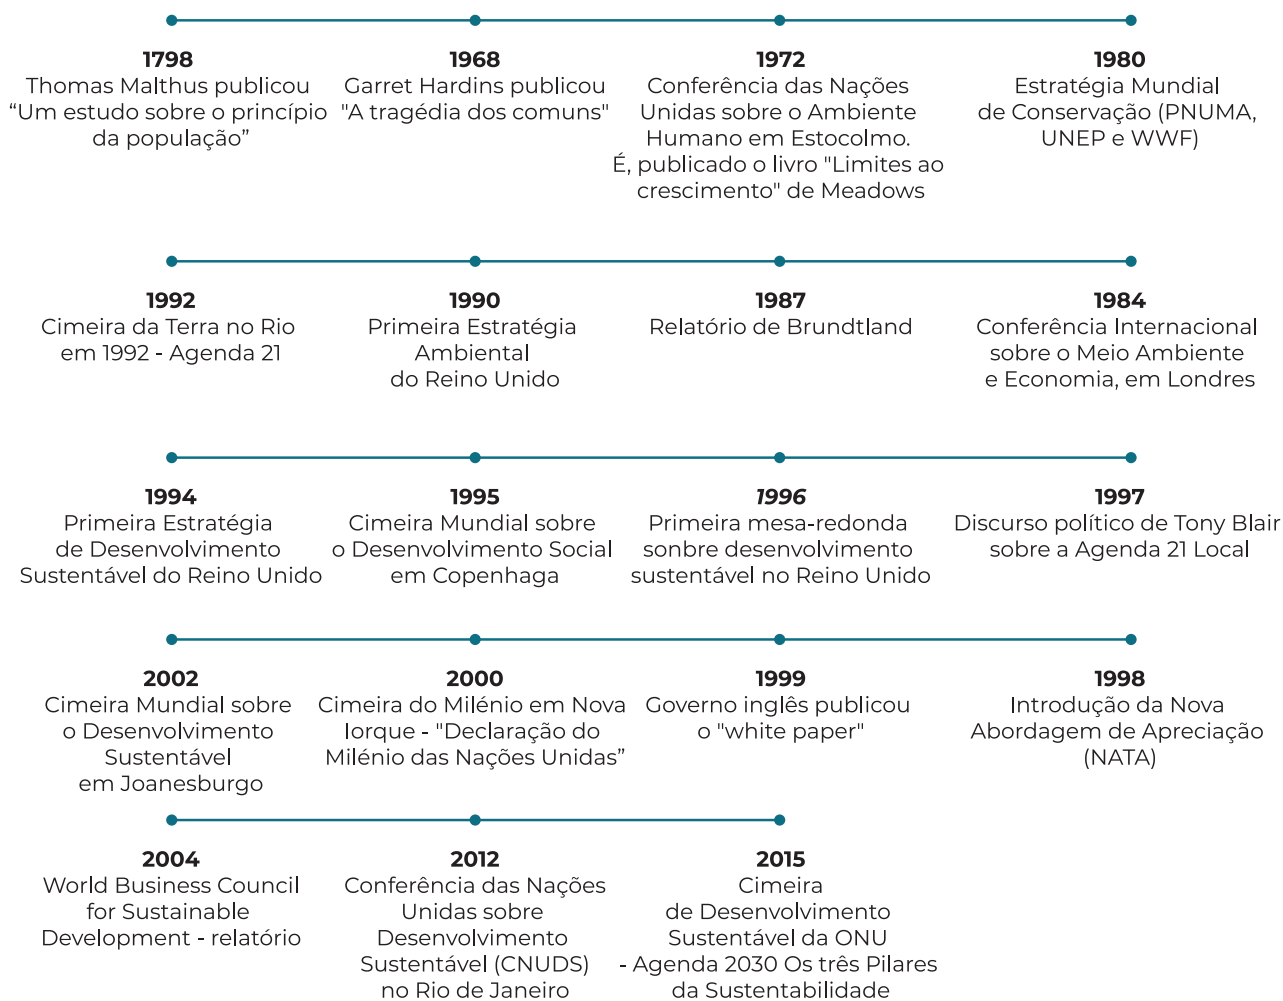 1798
Thomas Malthus publicou
“Um estudo sobre o princípio
da população”
1968
Garret Hardins publicou
"A tragédia dos comuns"
1972
Conferência das Nações
Unidas sobre o Ambiente
Humano em Estocolmo.
É, publicado o livro "Limites ao
crescimento" de Meadows
1980
Estratégia Mundial
de Conservação (PNUMA,
UNEP e WWF)
1992
Cimeira da Terra no Rio
em 1992 - Agenda 21
1990
Primeira Estratégia
Ambiental
do Reino Unido
1987
Relatório de Brundtland
1984
Conferência Internacional
sobre o Meio Ambiente
e Economia, em Londres
1994
Primeira Estratégia
de Desenvolvimento
Sustentável do Reino Unido
1995
Cimeira Mundial sobre
o Desenvolvimento Social
em Copenhaga
1996
Primeira mesa-redonda
sonbre desenvolvimento
sustentável no Reino Unido
1997
Discurso político de Tony Blair
sobre a Agenda 21 Local
2002
Cimeira Mundial sobre
o Desenvolvimento
Sustentável
em Joanesburgo
2000
Cimeira do Milénio em Nova
Iorque - "Declaração do
Milénio das Nações Unidas”
1999
Governo inglês publicou
o "white paper"
1998
Introdução da Nova
Abordagem de Apreciação
(NATA)
2004
World Business Council
for Sustainable
Development - relatório
2012
Conferência das Nações
Unidas sobre
Desenvolvimento
Sustentável (CNUDS)
no Rio de Janeiro
2015
Cimeira
de Desenvolvimento
Sustentável da ONU
- Agenda 2030 Os três Pilares
da Sustentabilidade